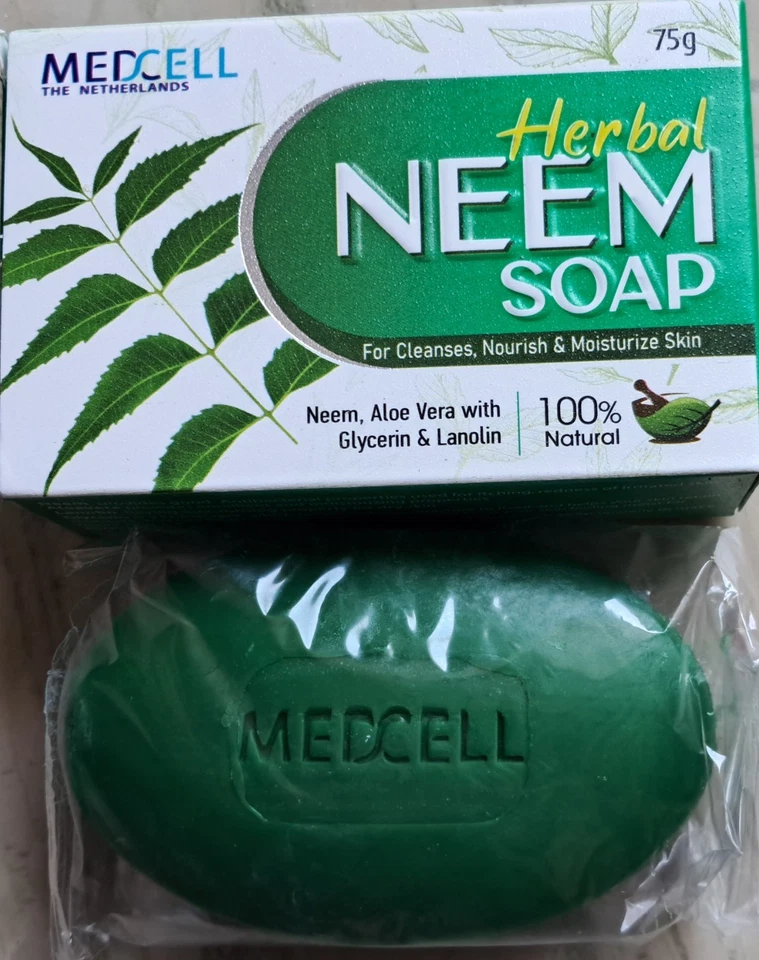 MEDCELL
THE NETHERLANDS
75g
Herbal
NEEM
SOAP
For Cleanses, Nourish & Moisturize Skin
Neem, Aloe Vera with
Glycerin & Lanolin
100%
Natural
MEDCELL